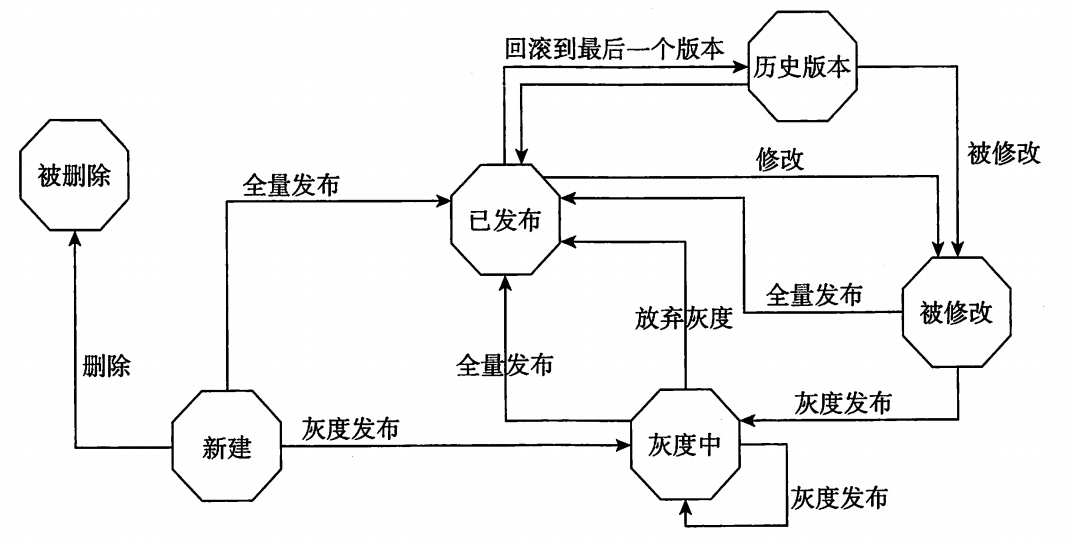 回滚到最后一个版本
历史版本
被修改
修改
被删除
全量发布
已发布
全量发布
被修改
放弃灰度
全量发布
删除
灰度发布
灰度发布
新建
灰度中
灰度发布